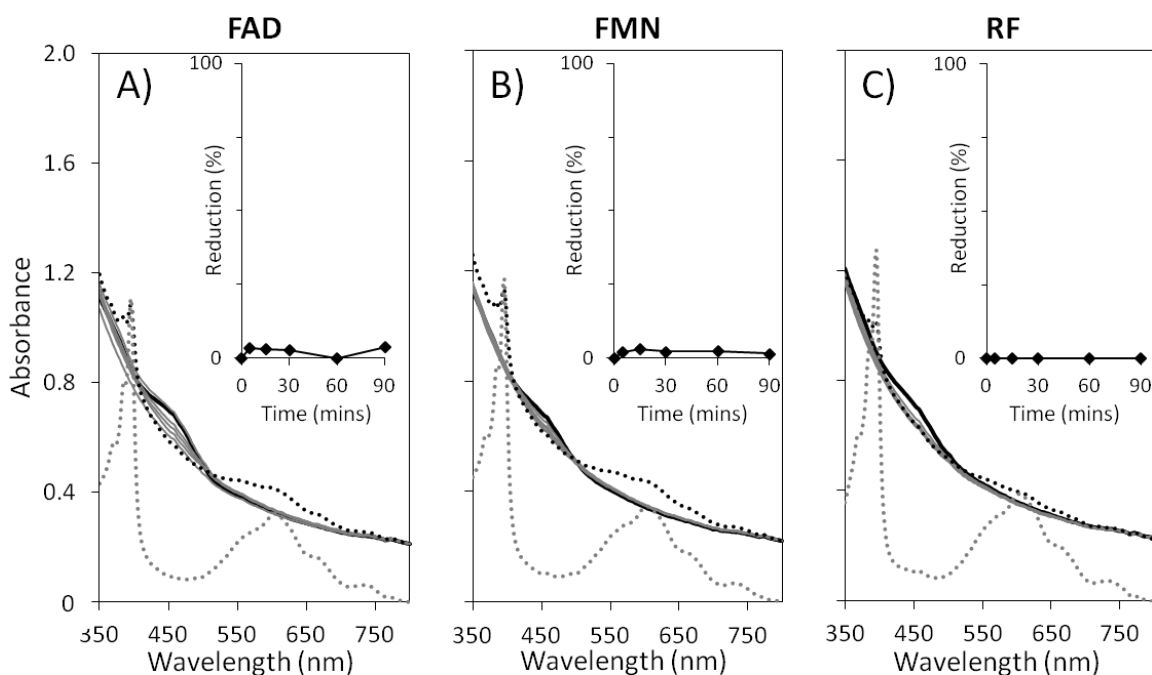 FAD
FMN
RF
2.0
1.6
1.2
0.8
0.4
0
Absorbance
A)
100
0
Reduction (%)
0 30 60 90
Time (mins)
350 450 550 650 750
Wavelength (nm)
B)
100
0
Reduction (%)
0 30 60 90
Time (mins)
350 450 550 650 750
Wavelength (nm)
C)
100
0
Reduction (%)
0 30 60 90
Time (mins)
350 450 550 650 750
Wavelength (nm)